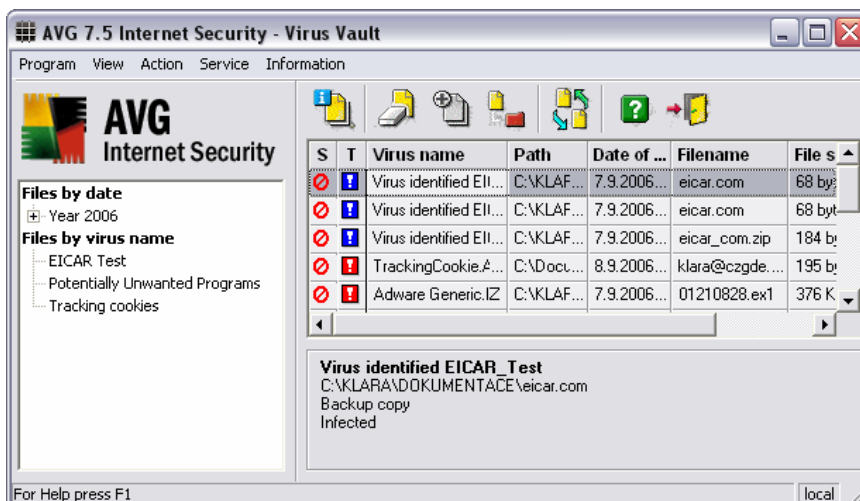 AVG 7.5 Internet Security - Virus Vault
Program View Action Service Information
AVG
Internet Security
Files by date
Year 2006
Files by virus name
EICAR Test
Potentially Unwanted Programs
Tracking cookies
S T Virus name Path Date of ... Filename File s
Virus identified EI... C:\KLAF... 7.9.2006... eicar.com 68 by
Virus identified EI... C:\KLAF... 7.9.2006... eicar.com 68 byt
Virus identified EI... C:\KLAF... 7.9.2006... eicar_com.zip 184 b
TrackingCookie.A... C:\Docu... 8.9.2006... klara@czgde.... 195 b
Adware Generic.IZ C:\KLAF... 7.9.2006... 01210828.ex1 376 K
Virus identified EICAR_Test
C:\KLARA\DOKUMENTACE\eicar.com
Backup copy
Infected
For Help press F1
local